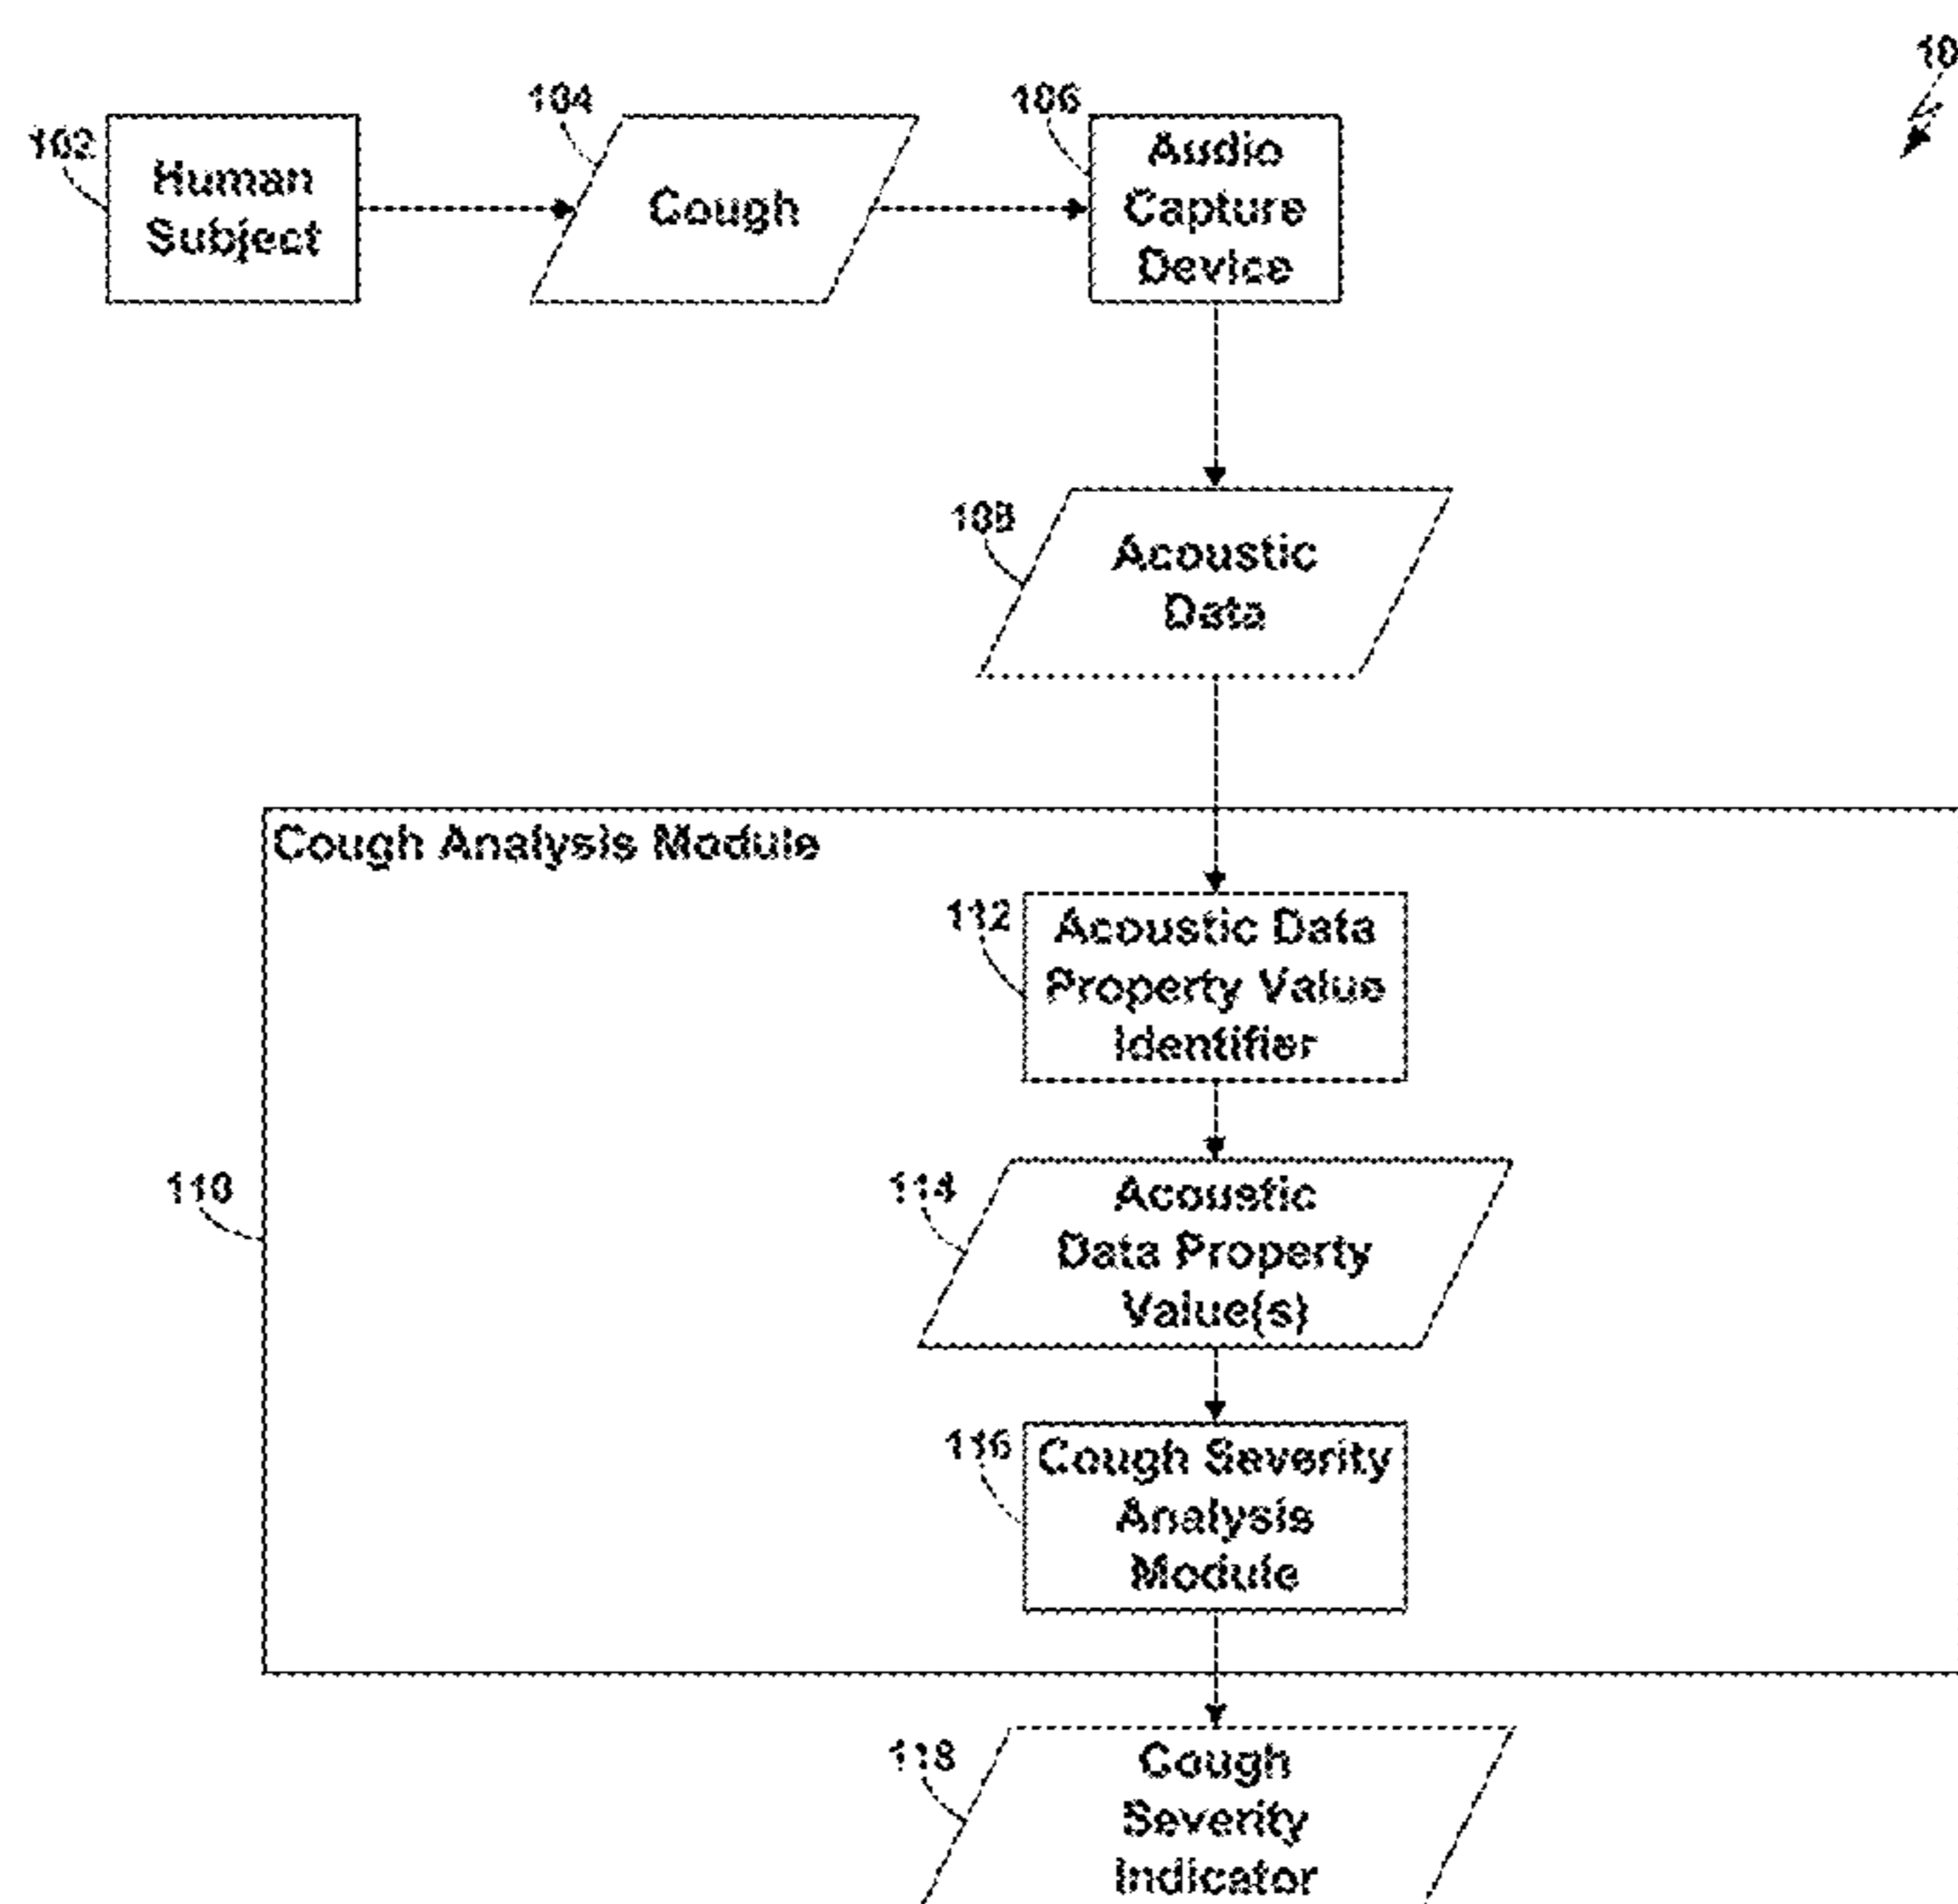 10
102
Human
Subject
104
Cough
106
Audio
Capture
Device
108
Acoustic
Data
Cough Analysis Module
110
112
Acoustic Data
Property Value
Identifier
114
Acoustic
Data Property
Value(s)
116
Cough Severity
Analysis
Module
118
Cough
Severity
Indicator